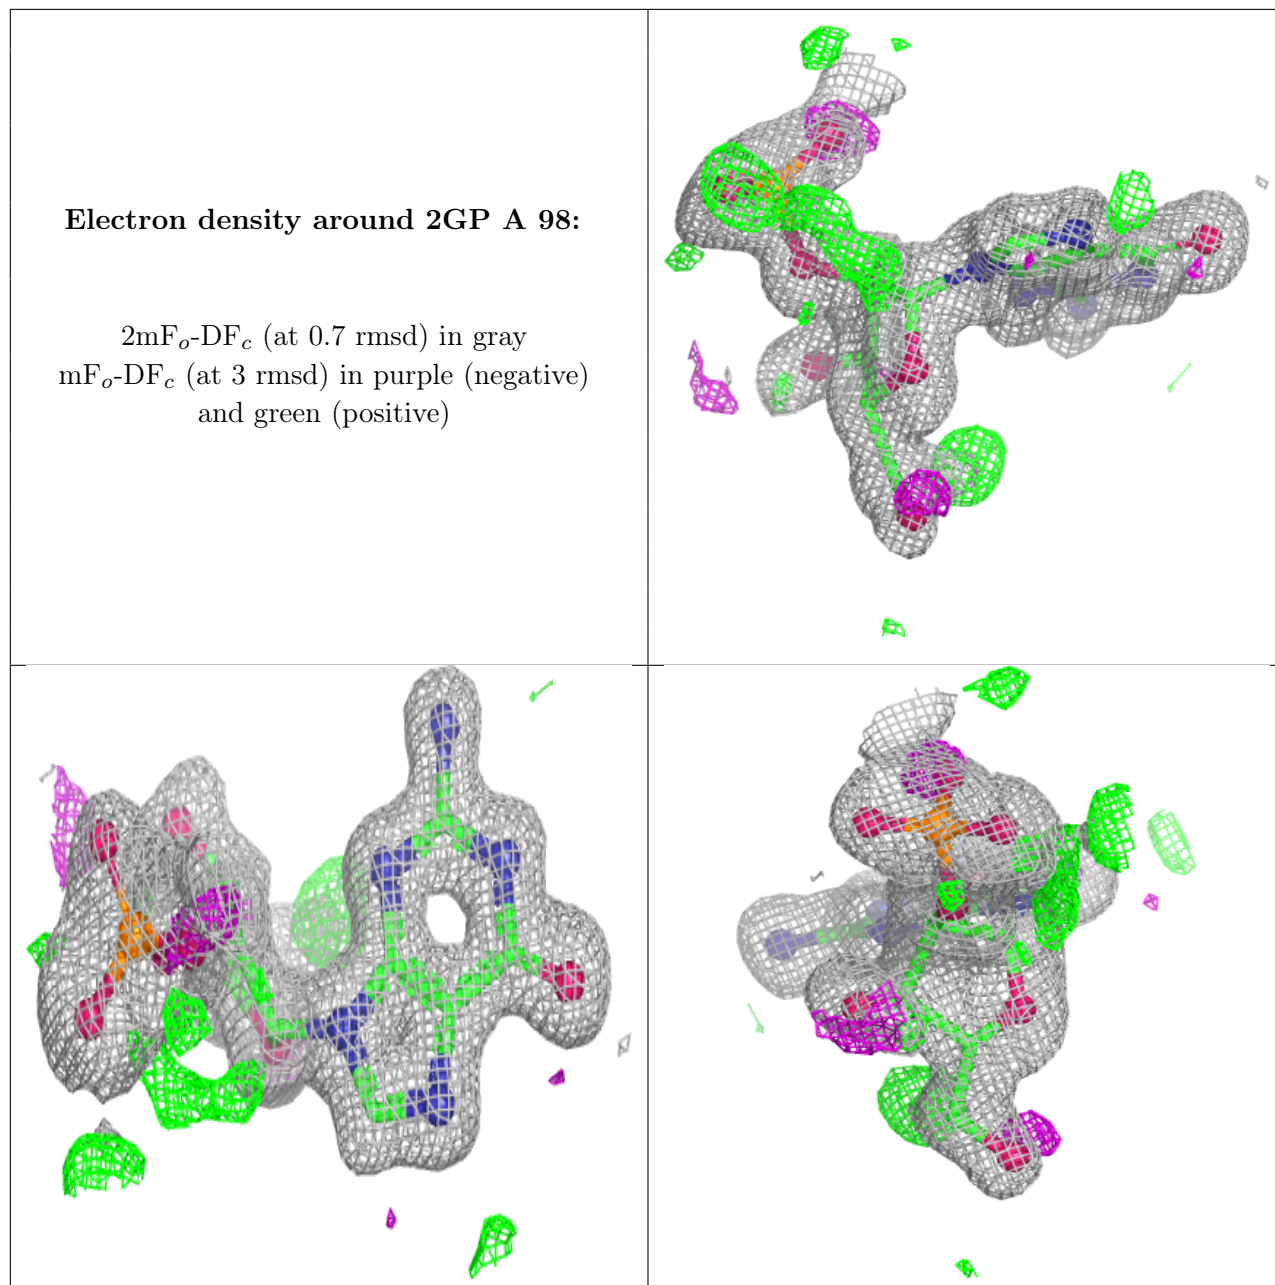 Electron density around 2GP A 98:
2mFo-DFc (at 0.7 rmsd) in gray
mFo-DFc (at 3 rmsd) in purple (negative)
and green (positive)